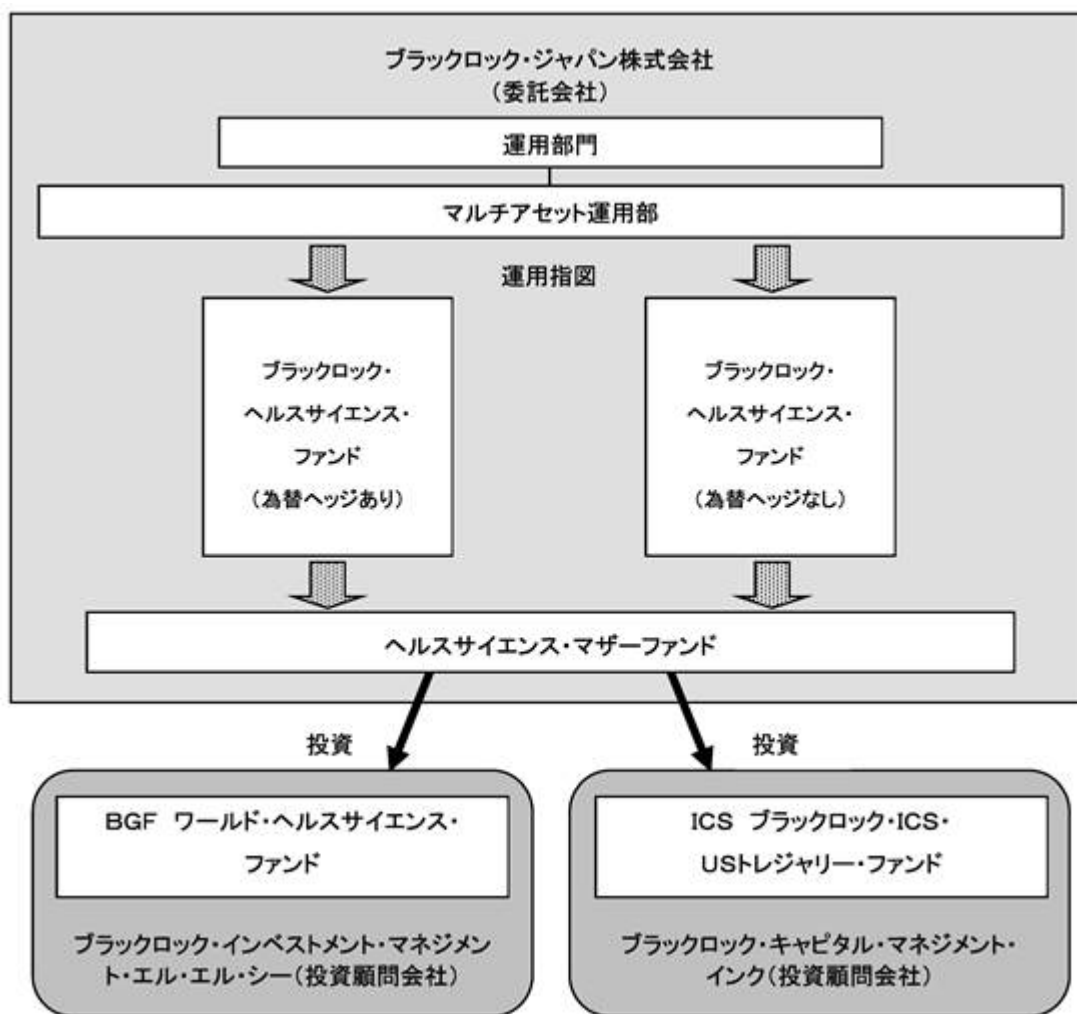 ブラックロック・ジャパン株式会社
（委託会社）
運用部門
マルチアセット運用部
運用指図
ブラックロック・
ヘルスサイエンス・
ファンド
（為替ヘッジあり）
ブラックロック・
ヘルスサイエンス・
ファンド
（為替ヘッジなし）
ヘルスサイエンス・マザーファンド
投資
投資
ＢＧＦ ワールド・ヘルスサイエンス・
ファンド
ブラックロック・インベストメント・マネジメン
ト・エル・エル・シー（投資顧問会社）
ＩＣＳ ブラックロック・ＩＣＳ・
ＵＳトレジャリー・ファンド
ブラックロック・キャピタル・マネジメント・
インク（投資顧問会社）